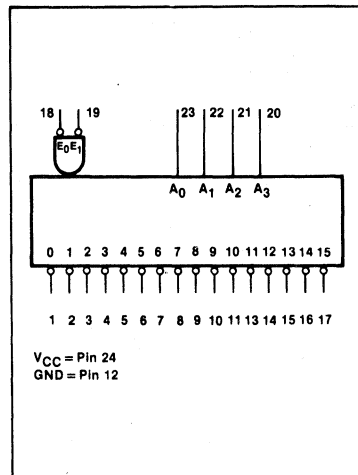 18 19 23 22 21 20
E0 E1
A0 A1 A2 A3
0 1 2 3 4 5 6 7 8 9 10 11 12 13 14 15
1 2 3 4 5 6 7 8 9 10 11 13 14 15 16 17
VCC = Pin 24
GND = Pin 12